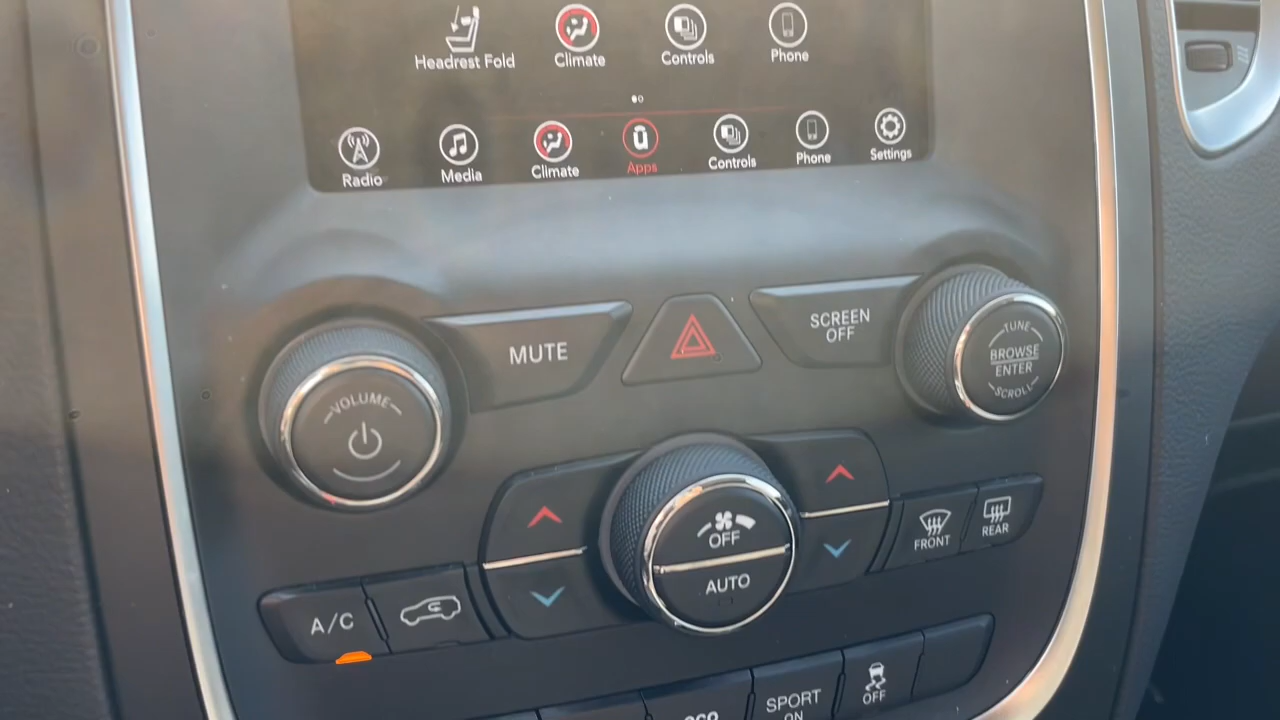 Headrest Fold
Climate
Controls
Phone
Radio
Media
Climate
Apps
Controls
Phone
Settings
MUTE
SCREEN
OFF
VOLUME
TUNE
BROWSE
ENTER
SCROLL
OFF
AUTO
FRONT
REAR
A/C
eco
SPORT
ON
OFF